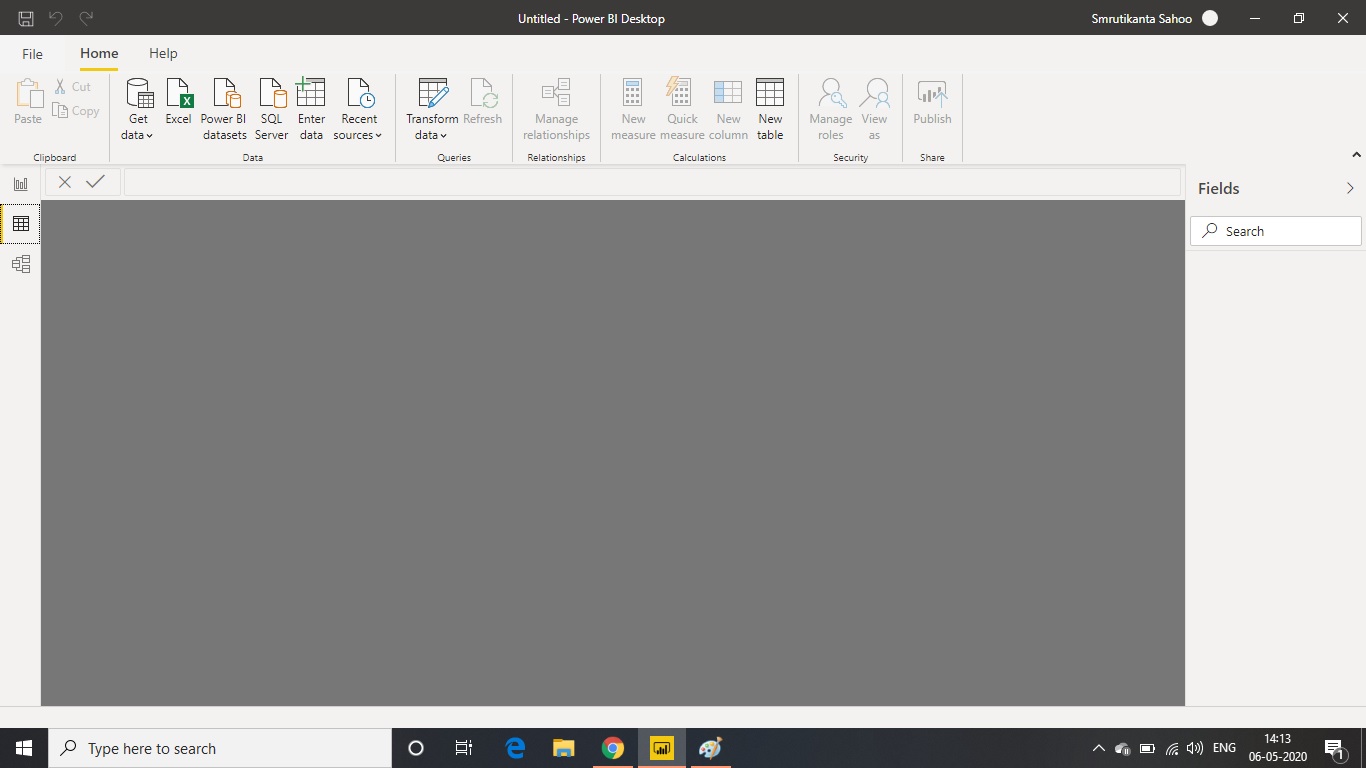 Untitled - Power BI Desktop
Smrutikanta Sahoo
File
Home
Help
Paste
Cut
Copy
Get data
Excel
Power BI datasets
SQL Server
Enter data
Recent sources
Transform data
Refresh
Manage relationships
New measure
Quick measure
New column
New table
Manage roles
View as
Publish
Clipboard
Data
Queries
Relationships
Calculations
Security
Share
Fields
Search
Type here to search
ENG
14:13
06-05-2020
1